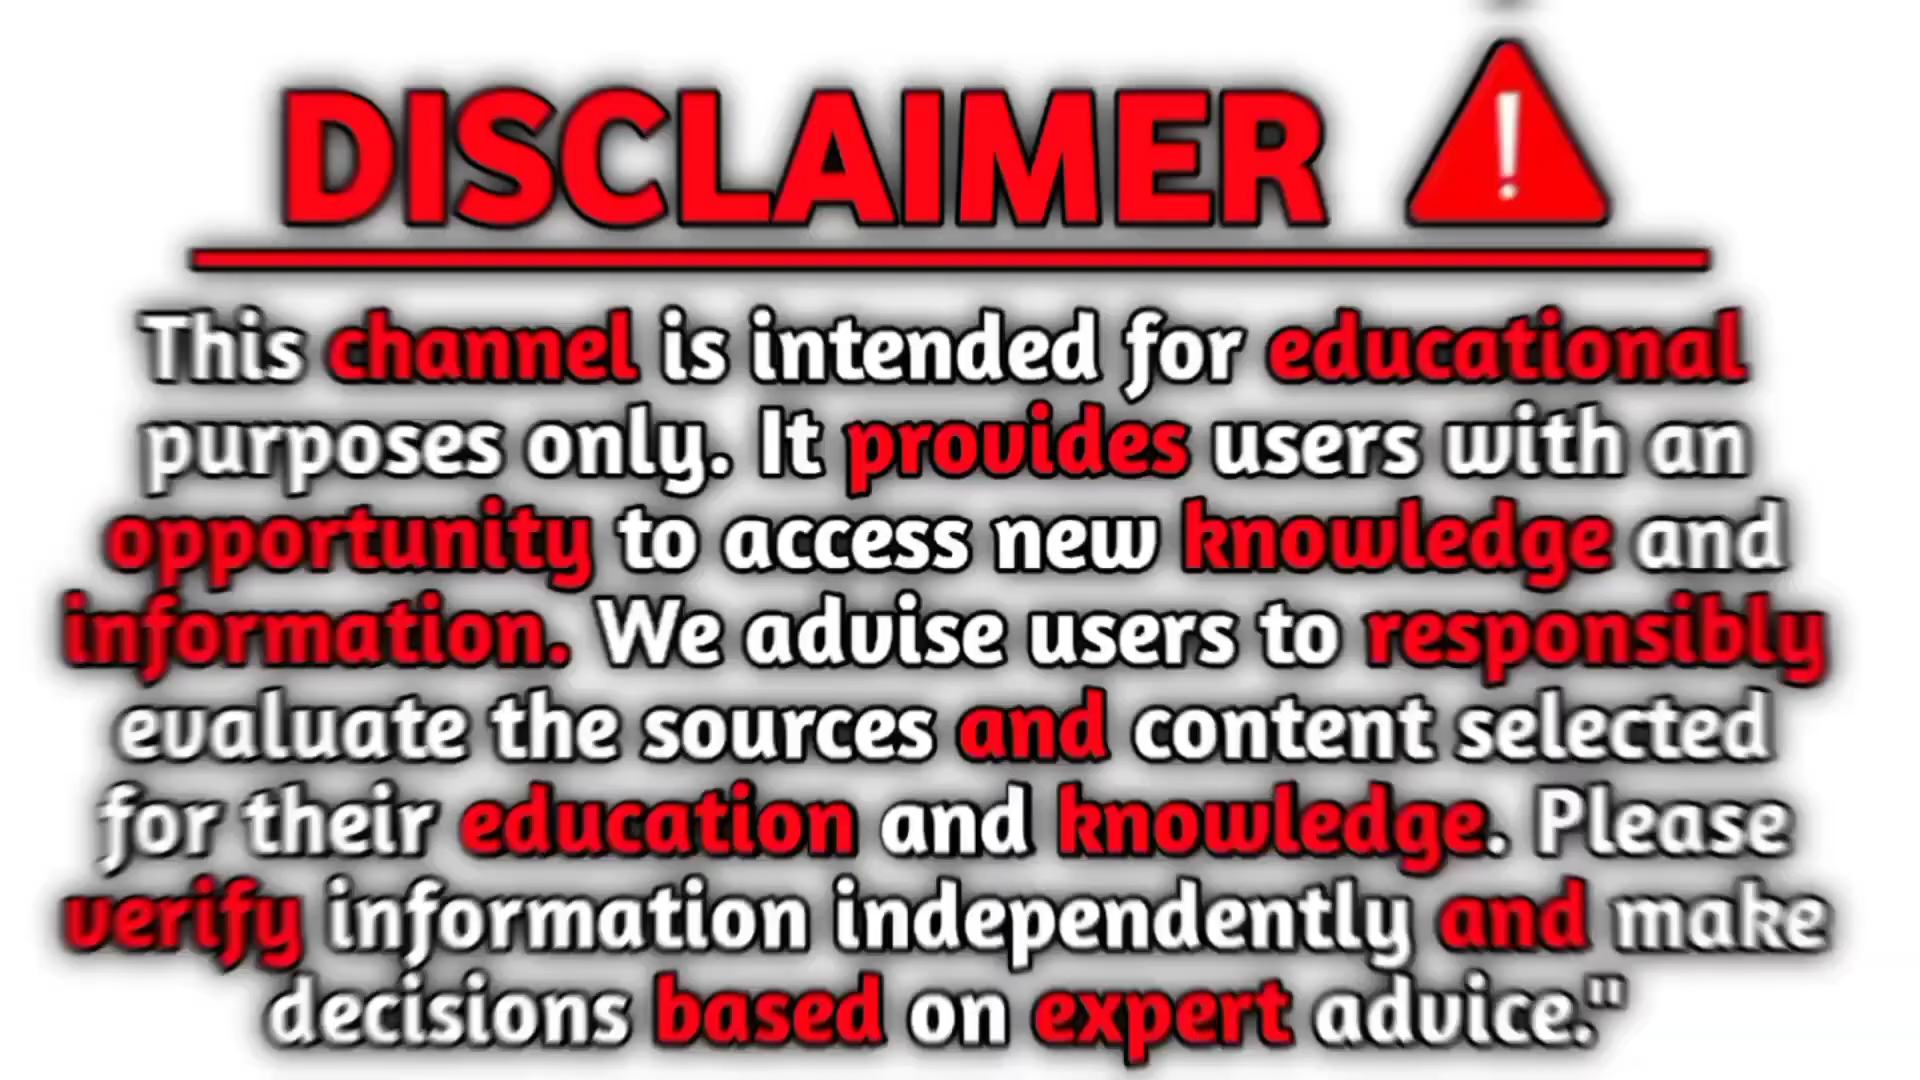 DISCLAIMER
This channel is intended for educational
purposes only. It provides users with an
opportunity to access new knowledge and
information. We advise users to responsibly
evaluate the sources and content selected
for their education and knowledge. Please
verify information independently and make
decisions based on expert advice."